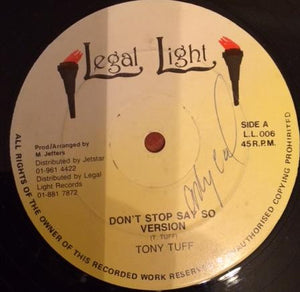 Legal Light
SIDE A
L.L. 006
45 R.P.M.
Prod/Arranged by
M. Jeffers
Distributed by Jetstar
01-961 4422
Distributed by Legal
Light Records
01-881 7872
DON'T STOP SAY SO
VERSION
(T. TUFF)
TONY TUFF
ALL RIGHTS OF THE OWNER OF THIS RECORDED WORK RESERVED
AUTHORISED COPYING PROHIBITED